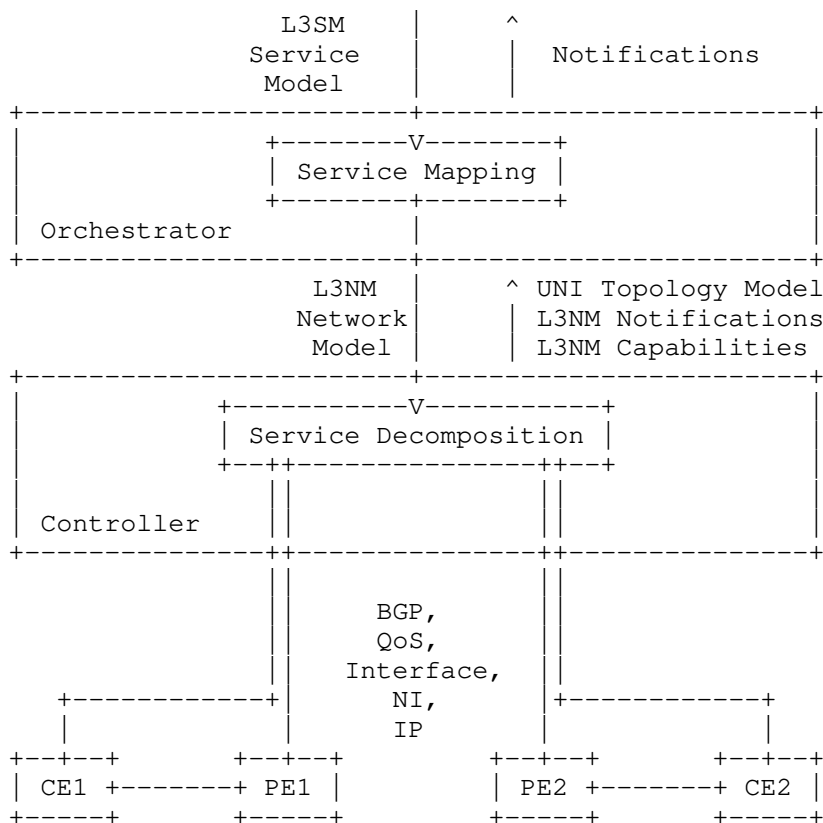 L3SM
Service Notifications
Model
Service Mapping
Orchestrator
L3NM ^ UNI Topology Model
Network L3NM Notifications
Model L3NM Capabilities
Service Decomposition
Controller
BGP,
QoS,
Interface,
NI,
IP
CE1 PE1 PE2 CE2